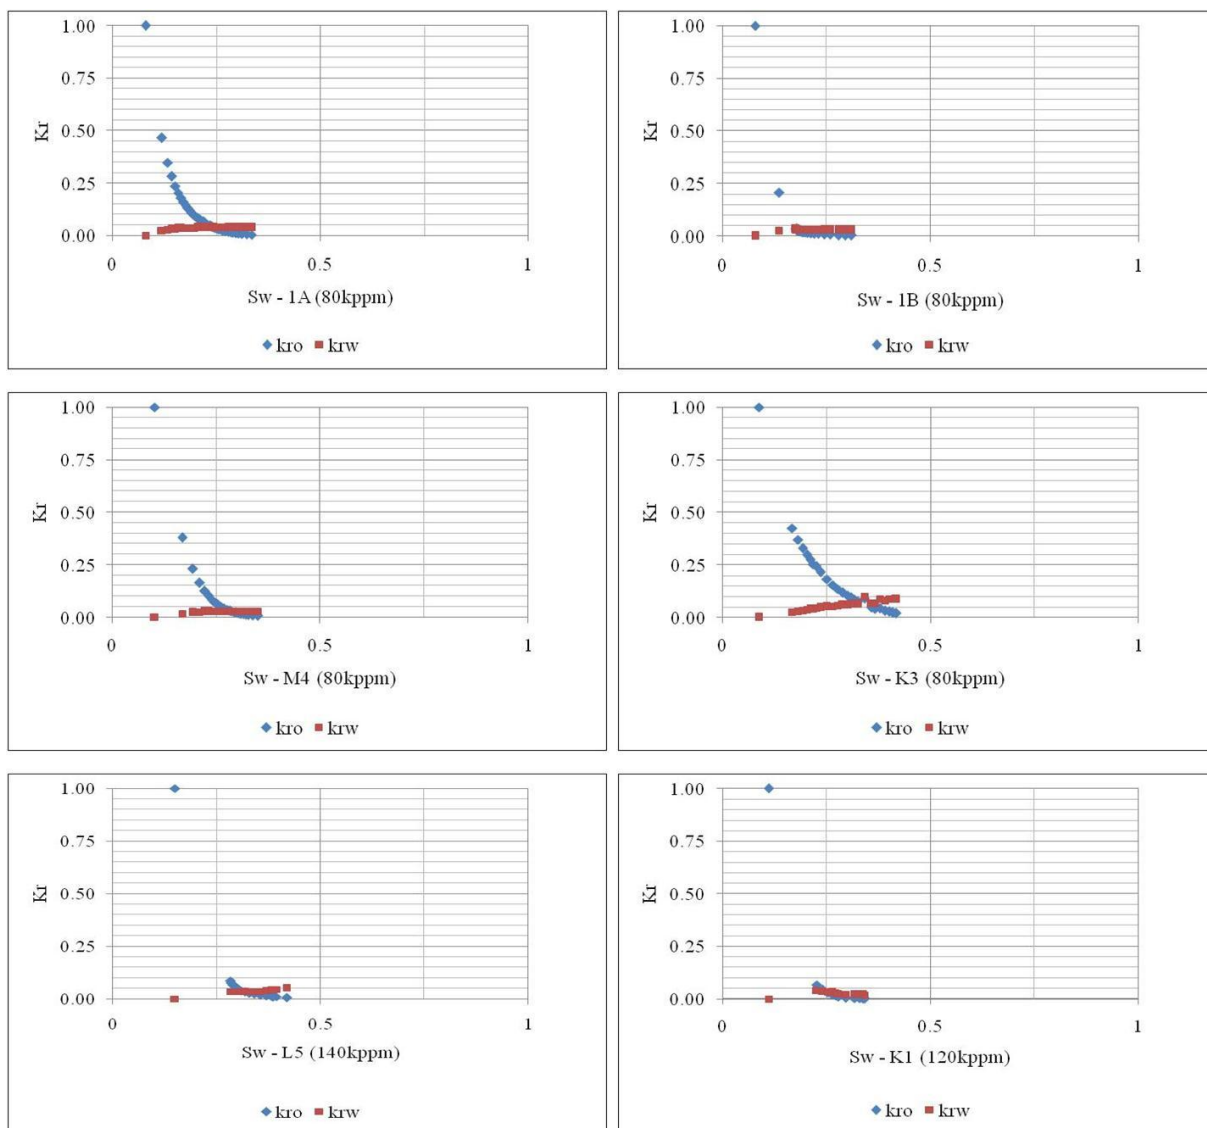 1.00
0.75
0.50
0.25
0.00
Kr
0 0.5 1
Sw - 1A (80kppm)
kro krw
1.00
0.75
0.50
0.25
0.00
Kr
0 0.5 1
Sw - 1B (80kppm)
kro krw
1.00
0.75
0.50
0.25
0.00
Kr
0 0.5 1
Sw - M4 (80kppm)
kro krw
1.00
0.75
0.50
0.25
0.00
Kr
0 0.5 1
Sw - K3 (80kppm)
kro krw
1.00
0.75
0.50
0.25
0.00
Kr
0 0.5 1
Sw - L5 (140kppm)
kro krw
1.00
0.75
0.50
0.25
0.00
Kr
0 0.5 1
Sw - K1 (120kppm)
kro krw